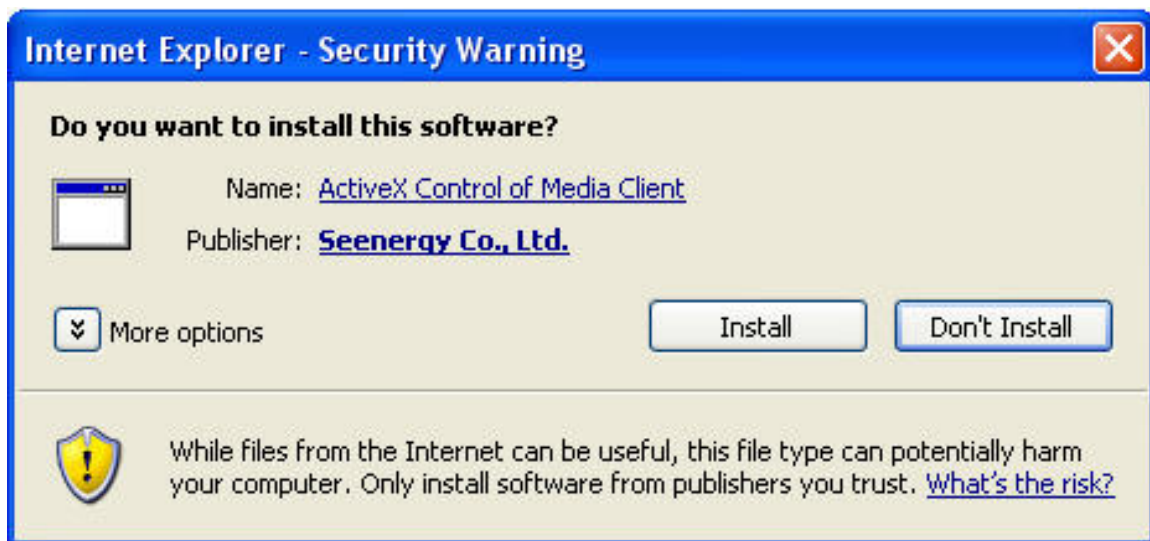 Internet Explorer - Security Warning
Do you want to install this software?
Name: ActiveX Control of Media Client
Publisher: Seenergy Co., Ltd.
More options
Install
Don't Install
While files from the Internet can be useful, this file type can potentially harm
your computer. Only install software from publishers you trust. What's the risk?